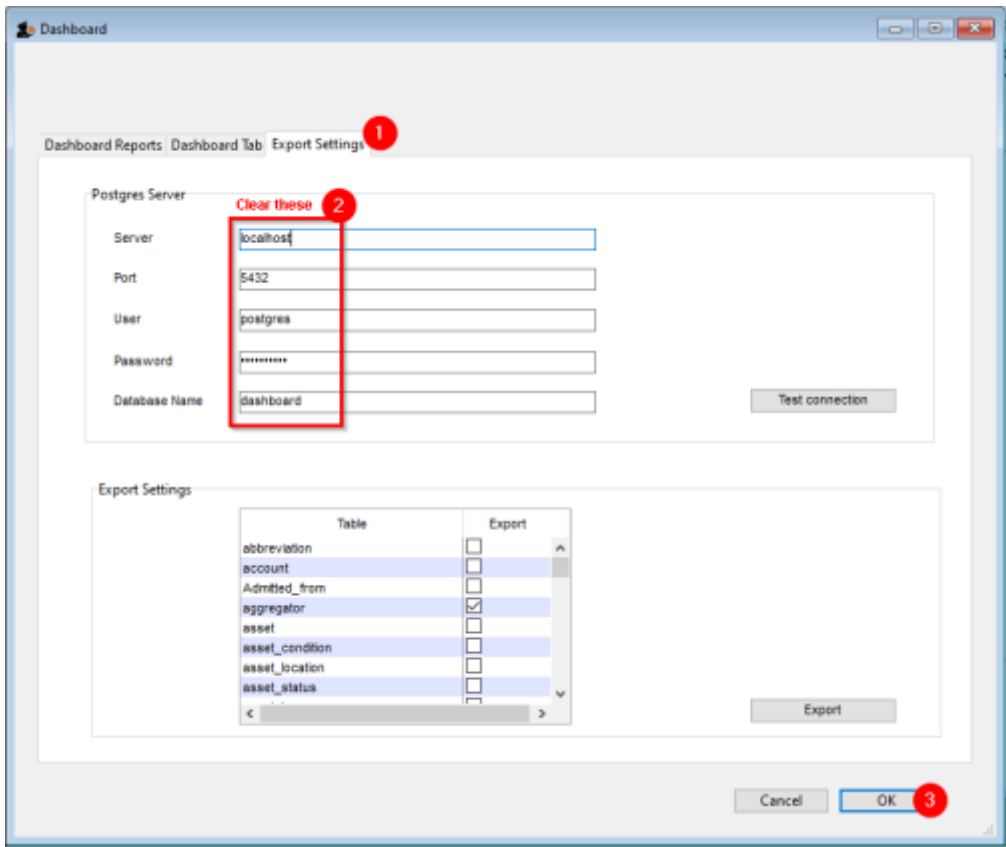 Dashboard
Dashboard Reports Dashboard Tab Export Settings 1
Postgres Server
Clear these 2
Server localhost
Port 5432
User postgres
Password •••••••••••
Database Name dashboard Test connection
Export Settings
Table Export
abbreviation
account
Admitted_from
aggregator
asset
asset_condition
asset_location
asset_status
Export
Cancel OK 3